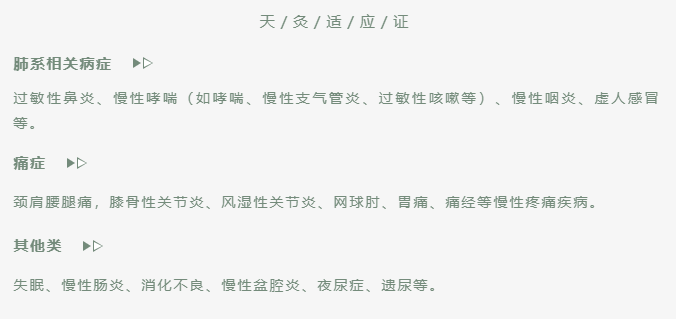 天/灸/适/应/证
肺系相关病症
过敏性鼻炎、慢性哮喘（如哮喘、慢性支气管炎、过敏性咳嗽等）、慢性咽炎、虚人感冒
等。
痛症
颈肩腰腿痛，膝骨性关节炎、风湿性关节炎、网球肘、胃痛、痛经等慢性疼痛疾病。
其他类
失眠、慢性肠炎、消化不良、慢性盆腔炎、夜尿症、遗尿等。